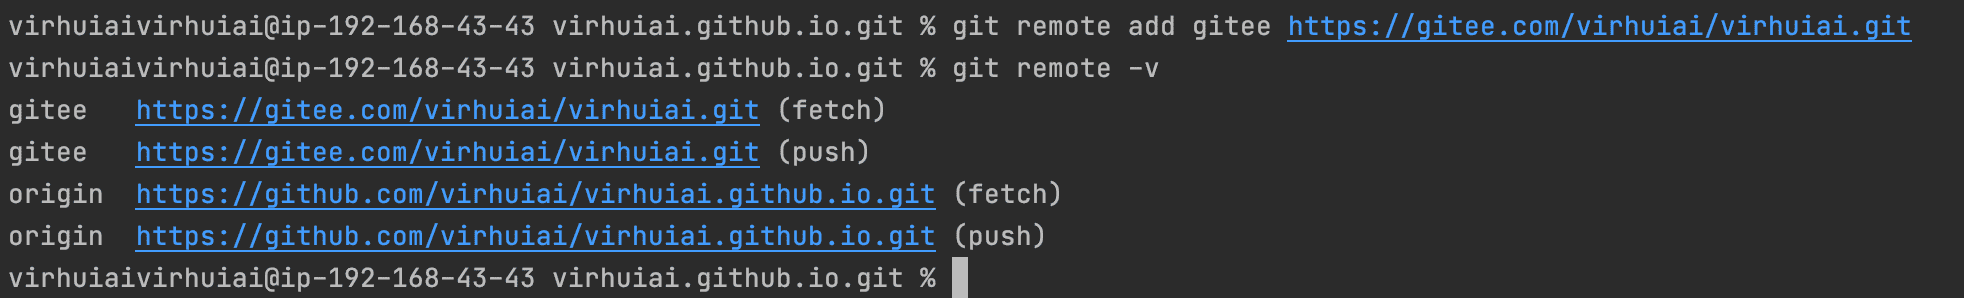 virhuiaivirhuiai@ip-192-168-43-43 virhuiai.github.io.git % git remote add gitee https://gitee.com/virhuiai/virhuiai.git
virhuiaivirhuiai@ip-192-168-43-43 virhuiai.github.io.git % git remote -v
gitee   https://gitee.com/virhuiai/virhuiai.git (fetch)
gitee   https://gitee.com/virhuiai/virhuiai.git (push)
origin  https://github.com/virhuiai/virhuiai.github.io.git (fetch)
origin  https://github.com/virhuiai/virhuiai.github.io.git (push)
virhuiaivirhuiai@ip-192-168-43-43 virhuiai.github.io.git %